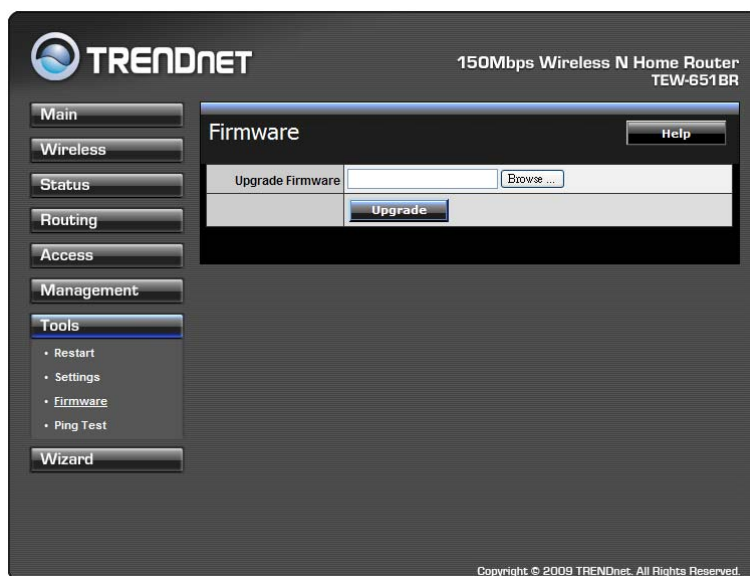 TRENDNET
150Mbps Wireless N Home Router
TEW-651BR
Main
Wireless
Status
Routing
Access
Management
Tools
• Restart
• Settings
• Firmware
• Ping Test
Wizard
Firmware
Help
Upgrade Firmware
Browse ...
Upgrade
Copyright © 2009 TRENDnet. All Rights Reserved.